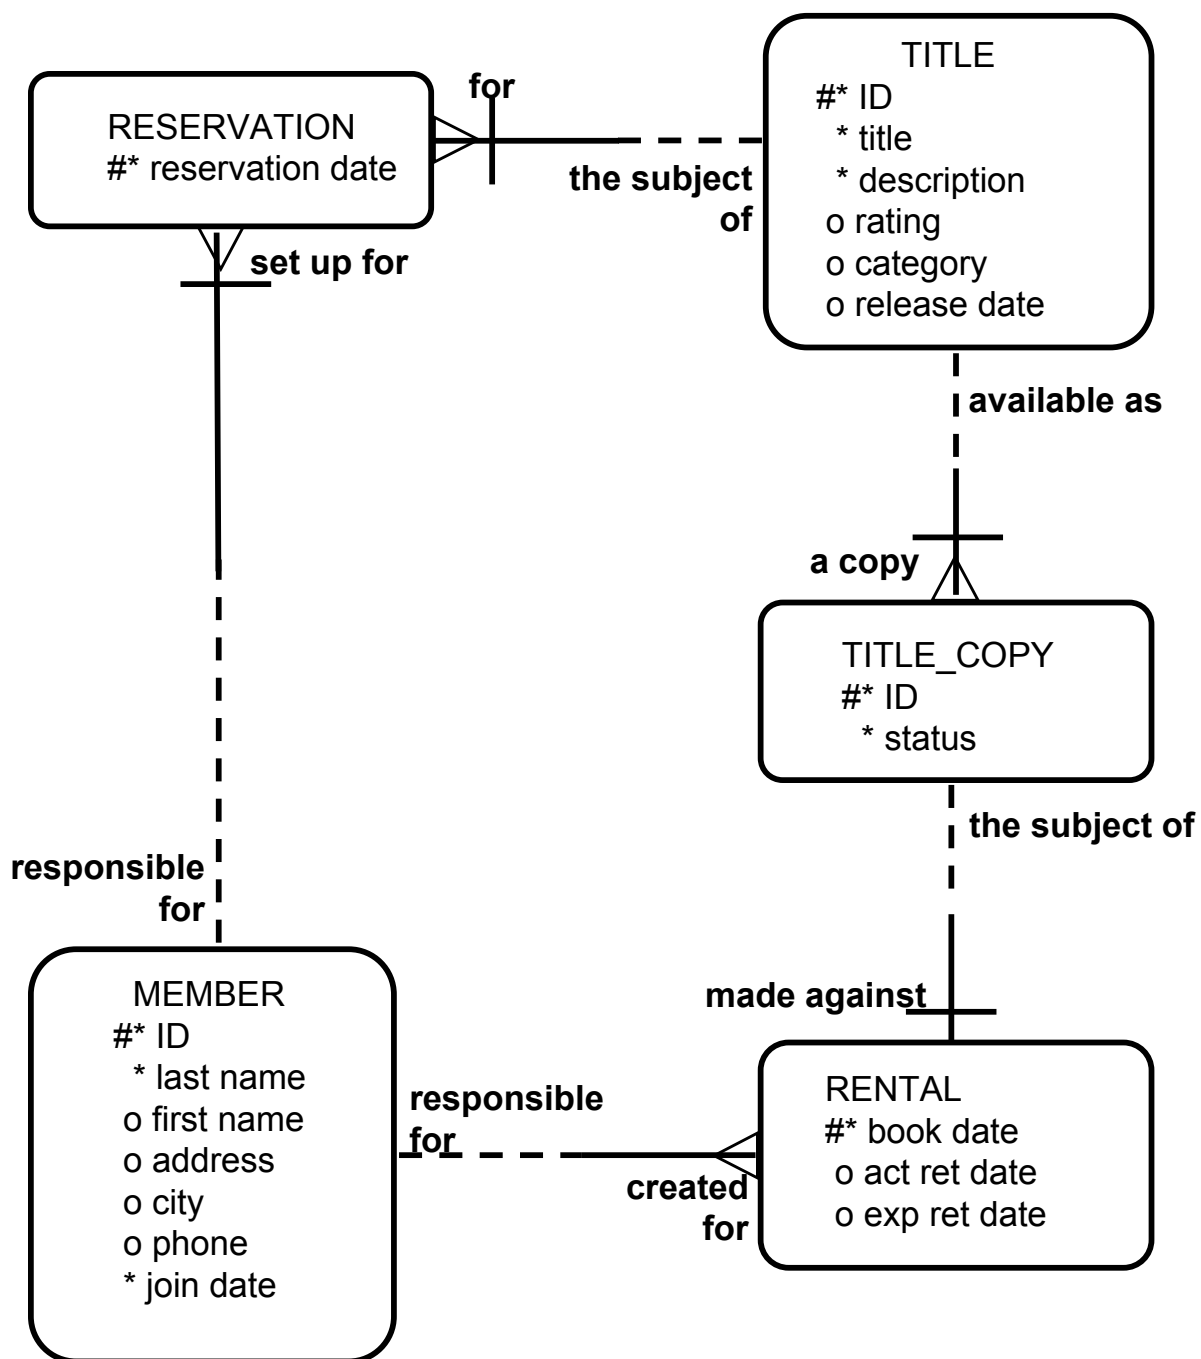 for
RESERVATION
#* reservation date
TITLE
#* ID
* title
* description
o rating
o category
o release date
the subject
of
set up for
available as
a copy
TITLE_COPY
#* ID
* status
the subject of
responsible
for
made against
MEMBER
#* ID
* last name
o first name
o address
o city
o phone
* join date
responsible
for
created
for
RENTAL
#* book date
o act ret date
o exp ret date